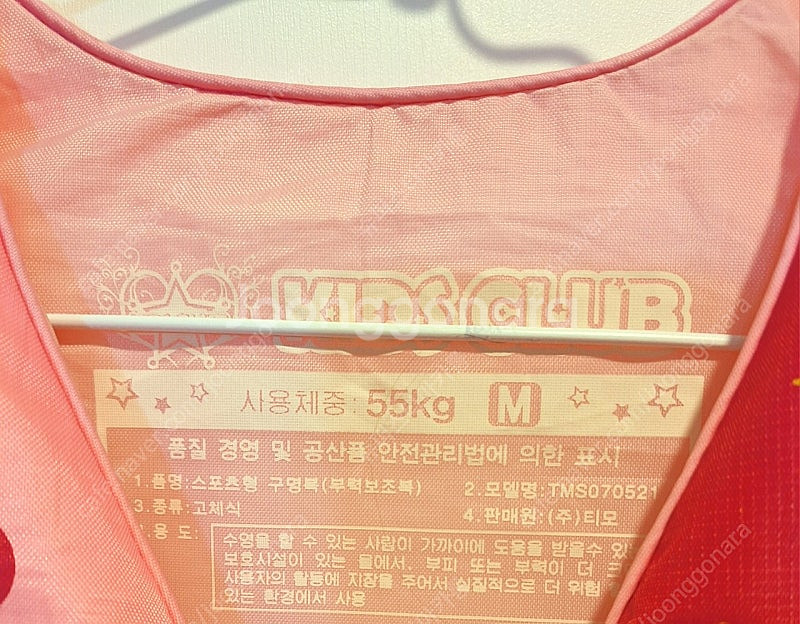 KIDS CLUB
사용체중: 55kg M
품질 경영 및 공산품 안전관리법에 의한 표시
1.품명:스포츠형 구명복(부력보조복) 2.모델명:TMS070521
3.종류:고체식 4.판매원:(주)티모
용 도:
수영을 할 수 있는 사람이 가까이에 도움을 받을수 있
보호시설이 있는 물에서. 부피 또는 부력이 더
사용자의 활동에 지장을 주어서 실질적으로 더 위험
있는 환경에서 사용
joonggonara